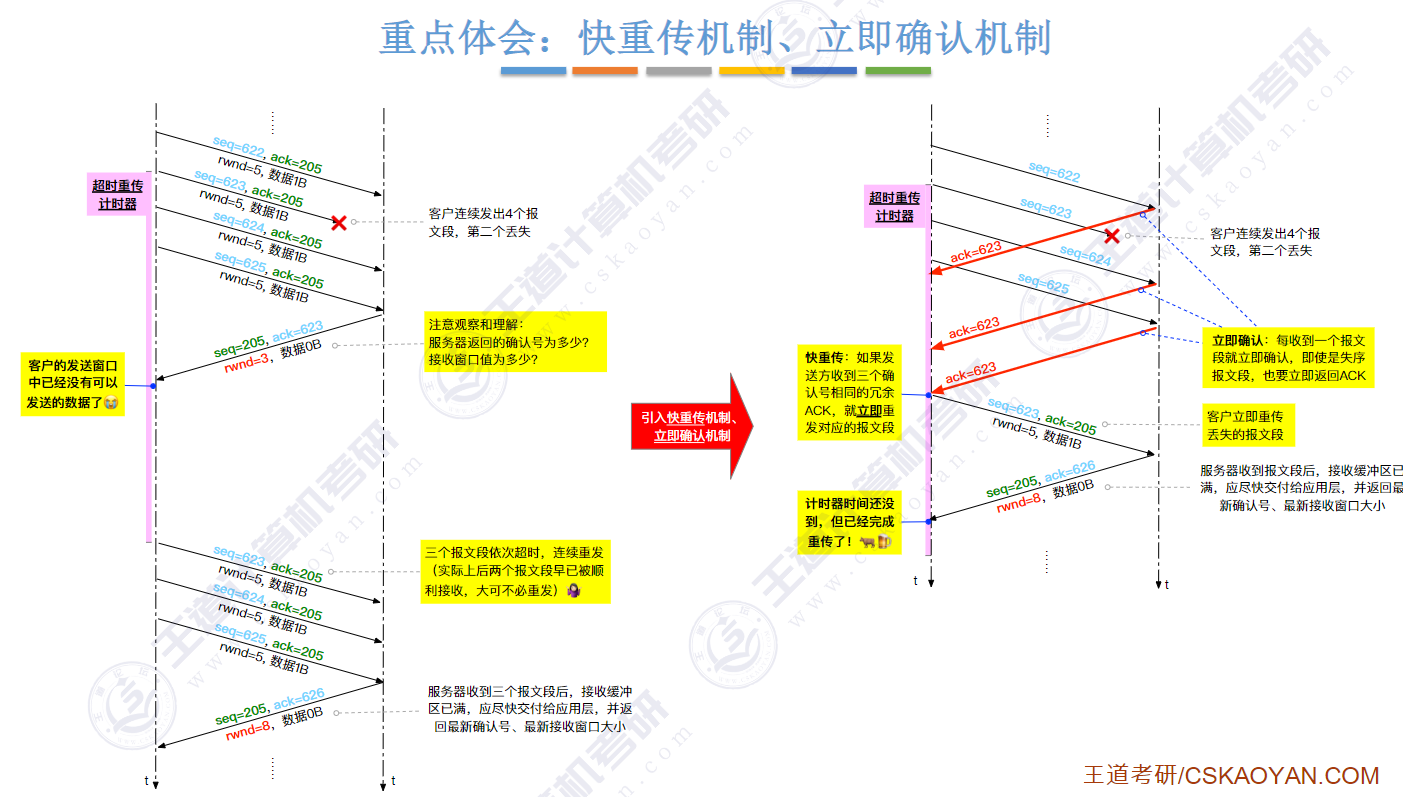 重点体会：快重传机制、立即确认机制
seq=622, ack=205
rwnd=5, 数据1B
seq=623, ack=205
rwnd=5, 数据1B
seq=624, ack=205
rwnd=5, 数据1B
seq=625, ack=205
rwnd=5, 数据1B
超时重传
计时器
客户连续发出4个报
文段，第二个丢失
seq=205, ack=623
rwnd=3，数据0B
注意观察和理解：
服务器返回的确认号为多少？
接收窗口值为多少？
客户的发送窗口
中已经没有可以
发送的数据了😭
seq=623, ack=205
rwnd=5, 数据1B
seq=624, ack=205
rwnd=5, 数据1B
seq=625, ack=205
rwnd=5, 数据1B
三个报文段依次超时，连续重发
（实际上后两个报文段早已被顺
利接收，大可不必重发）
seq=205, ack=626
rwnd=8，数据0B
服务器收到三个报文段后，接收缓冲
区已满，应尽快交付给应用层，并返
回最新确认号、最新接收窗口大小
t
t
引入快重传机制、
立即确认机制
seq=622
seq=623
seq=624
seq=625
超时重传
计时器
ack=623
ack=623
ack=623
客户连续发出4个报
文段，第二个丢失
立即确认：每收到一个报文
段就立即确认，即使是失序
报文段，也要立即返回ACK
快重传：如果发
送方收到三个确
认号相同的冗余
ACK，就立即重
发对应的报文段
seq=623, ack=205
rwnd=5, 数据1B
客户立即重传
丢失的报文段
seq=205, ack=626
rwnd=8，数据0B
服务器收到报文段后，接收缓冲区已
满，应尽快交付给应用层，并返回最
新确认号、最新接收窗口大小
计时器时间还没
到，但已经完成
重传了！🐂🍺
t
t
王道考研/CSKAOYAN.COM
王道计算机考研
www.cskaoyan.com